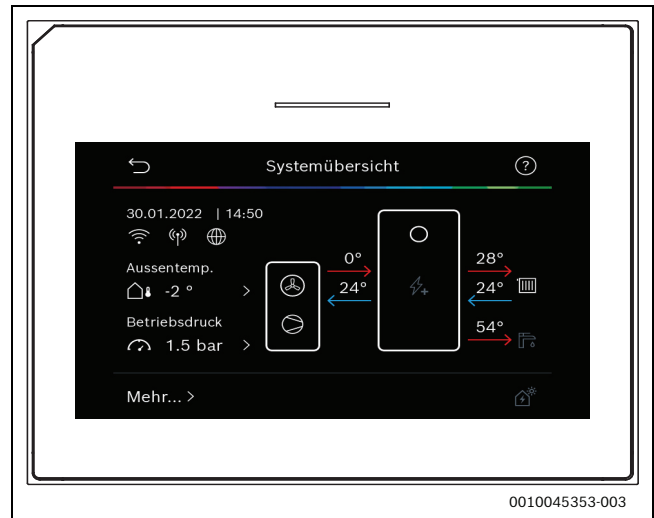 Systemübersicht
?
30.01.2022 | 14:50
Aussentemp.
-2 °
>
Betriebsdruck
1.5 bar
>
0°
24°
28°
24°
54°
Mehr... >
0010045353-003